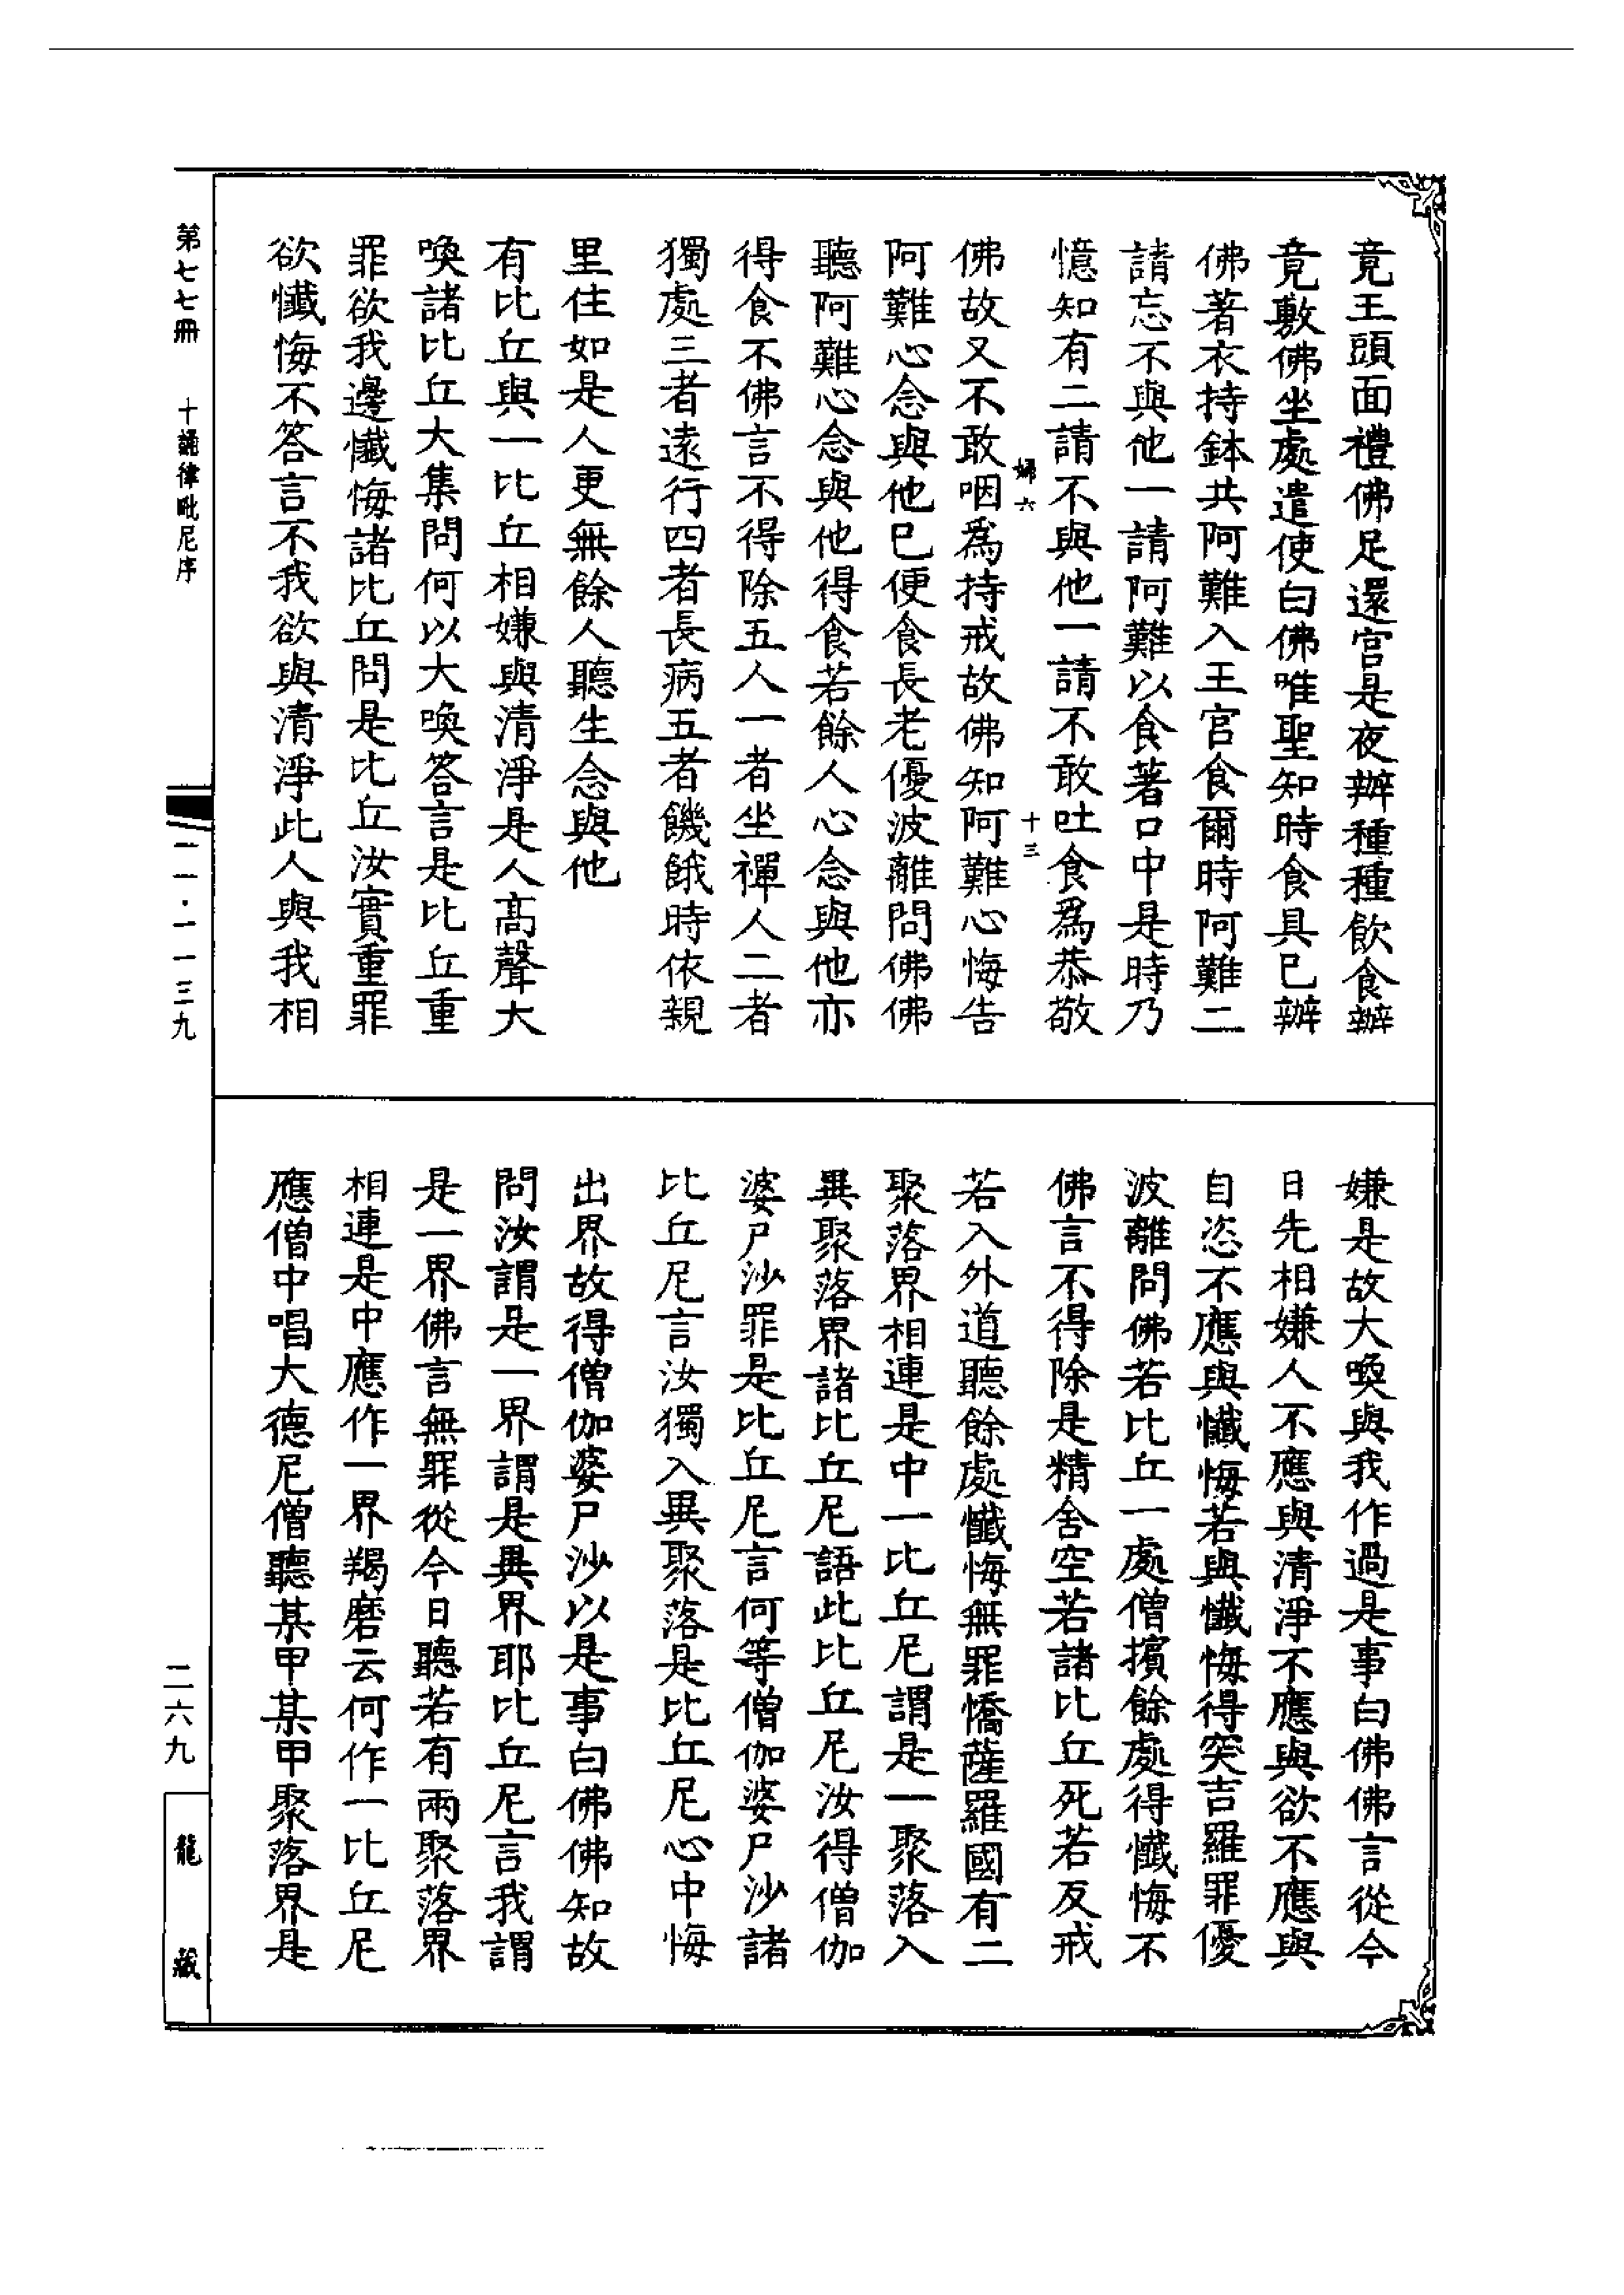 竟王頭面禮佛足還宮是夜辦種種飲食辦
竟敷佛坐處遣使白佛唯聖知時食具已辦
佛著衣持鉢共阿難入王宮食爾時阿難二
請忘不與他一請阿難以食著口中是時乃
憶知有二請不與他一請不敢吐食爲恭敬
婦六 十三
佛故又不敢咽爲持戒故佛知阿難心悔告
阿難心念與他已便食長老優波離問佛佛
聽阿難心念與他得食若餘人心念與他亦
得食不佛言不得除五人一者坐禪人二者
獨處三者遠行四者長病五者饑餓時依親
里住如是人更無餘人聽生念與他
有比丘與一比丘相嫌與清淨是人高聲大
喚諸比丘大集問何以大喚答言是比丘重
罪欲我邊懺悔諸比丘問是比丘汝實重罪
欲懺悔不答言不我欲與清淨此人與我相
嫌是故大喚與我作過是事白佛佛言從今
日先相嫌人不應與清淨不應與欲不應與
自恣不應與懺悔若與懺悔得突吉羅罪優
波離問佛若比丘一處僧擯餘處得懺悔不
佛言不得除是精舍空若諸比丘死若反戒
若入外道聽餘處懺悔無罪憍薩羅國有二
聚落界相連是中一比丘尼謂是一聚落入
異聚落界諸比丘尼語此比丘尼汝得僧伽
婆尸沙罪是比丘尼言何等僧伽婆尸沙諸
比丘尼言汝獨入異聚落是比丘尼心中悔
出界故得僧伽婆尸沙以是事白佛佛知故
問汝謂是一界謂是異界耶比丘尼言我謂
是一界佛言無罪從今日聽若有兩聚落界
相連是中應作一界羯磨云何作一比丘尼
應僧中唱大德尼僧聽某甲某甲聚落界是
第七七冊 十誦律毗尼序
二一·一一三九
二六九
龍藏